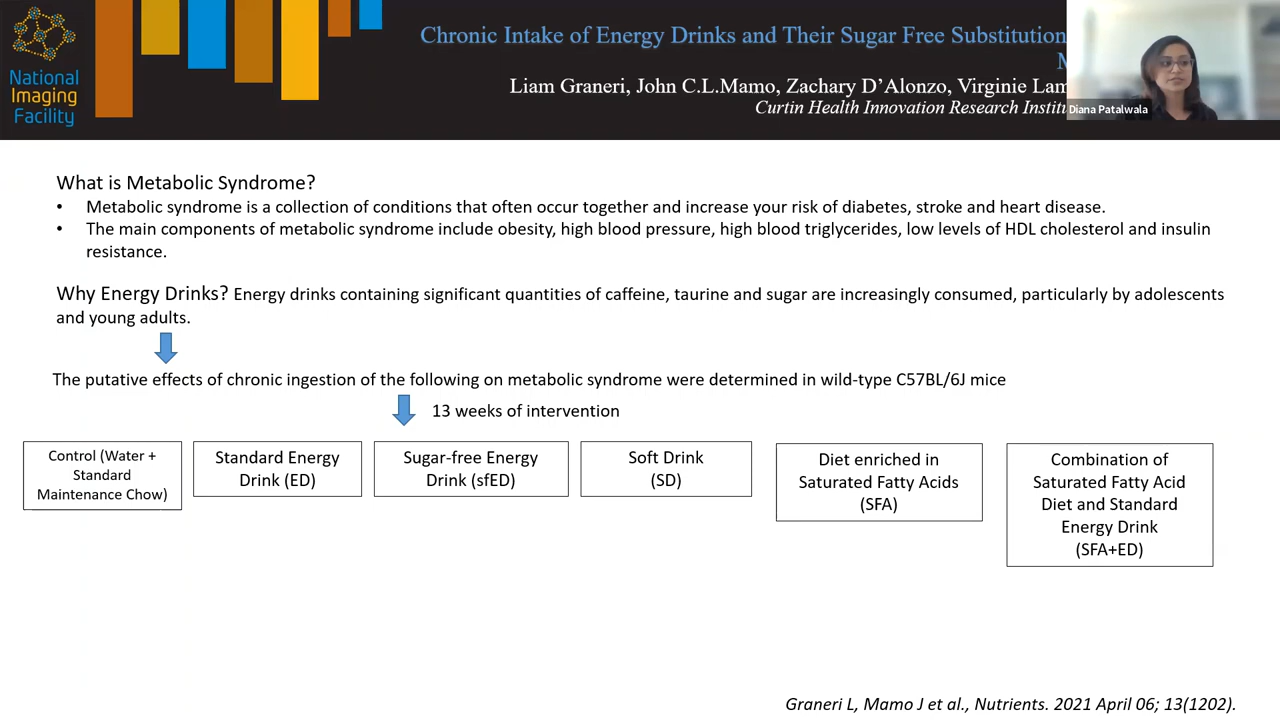 National
Imaging
Facility
Chronic Intake of Energy Drinks and Their Sugar Free Substitution
Liam Graneri, John C.L.Mamo, Zachary D'Alonzo, Virginie
Curtin Health Innovation Research
Diana Patalwala
What is Metabolic Syndrome?
• Metabolic syndrome is a collection of conditions that often occur together and increase your risk of diabetes, stroke and heart disease.
• The main components of metabolic syndrome include obesity, high blood pressure, high blood triglycerides, low levels of HDL cholesterol and insulin
resistance.
Why Energy Drinks? Energy drinks containing significant quantities of caffeine, taurine and sugar are increasingly consumed, particularly by adolescents
and young adults.
The putative effects of chronic ingestion of the following on metabolic syndrome were determined in wild-type C57BL/6J mice
13 weeks of intervention
Control (Water +
Standard
Maintenance Chow)
Standard Energy
Drink (ED)
Sugar-free Energy
Drink (sfED)
Soft Drink
(SD)
Diet enriched in
Saturated Fatty Acids
(SFA)
Combination of
Saturated Fatty Acid
Diet and Standard
Energy Drink
(SFA+ED)
Graneri L, Mamo J et al., Nutrients. 2021 April 06; 13(1202).